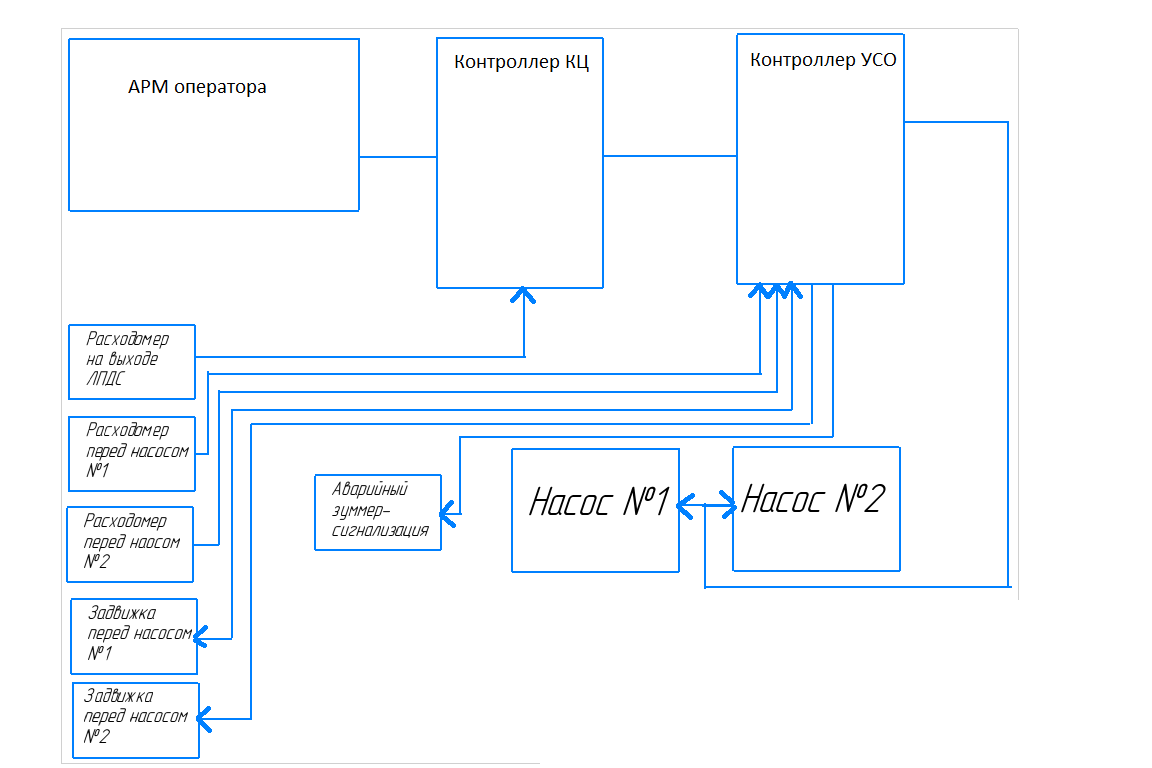 АРМ оператора
Контроллер КЦ
Контроллер УСО
Расходомер
на выходе
ЛПДС
Расходомер
перед насосом
№1
Расходомер
перед наосом
№2
Задвижка
перед насосом
№1
Задвижка
перед насосом
№2
Аварийный
зуммер-
сигнализация
Насос №1
Насос №2